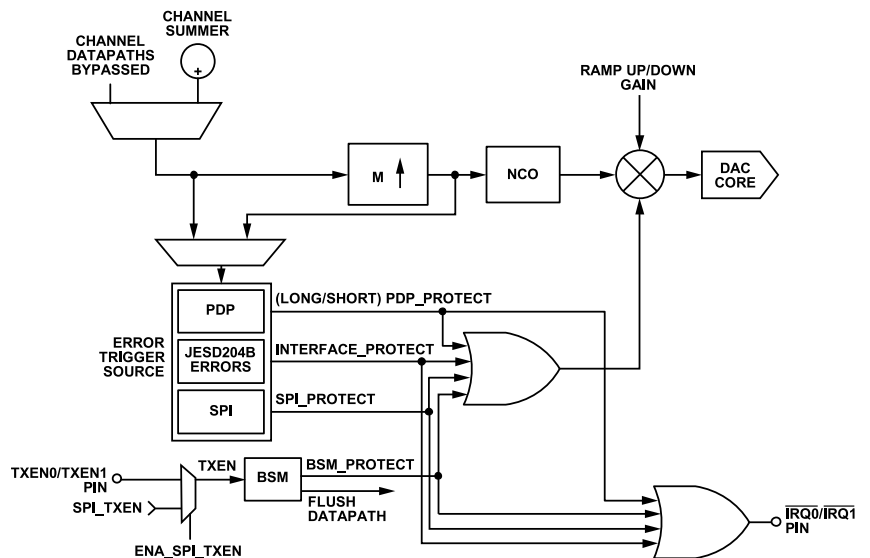 CHANNEL
SUMMER
CHANNEL
DATAPATHS
BYPASSED
+
RAMP UP/DOWN
GAIN
M
NCO
DAC
CORE
ERROR
TRIGGER
SOURCE
PDP
(LONG/SHORT) PDP_PROTECT
JESD204B
ERRORS
INTERFACE_PROTECT
SPI
SPI_PROTECT
TXEN0/TXEN1
PIN
TXEN
BSM
BSM_PROTECT
FLUSH
DATAPATH
SPI_TXEN
ENA_SPI_TXEN
IRQ0/IRQ1
PIN